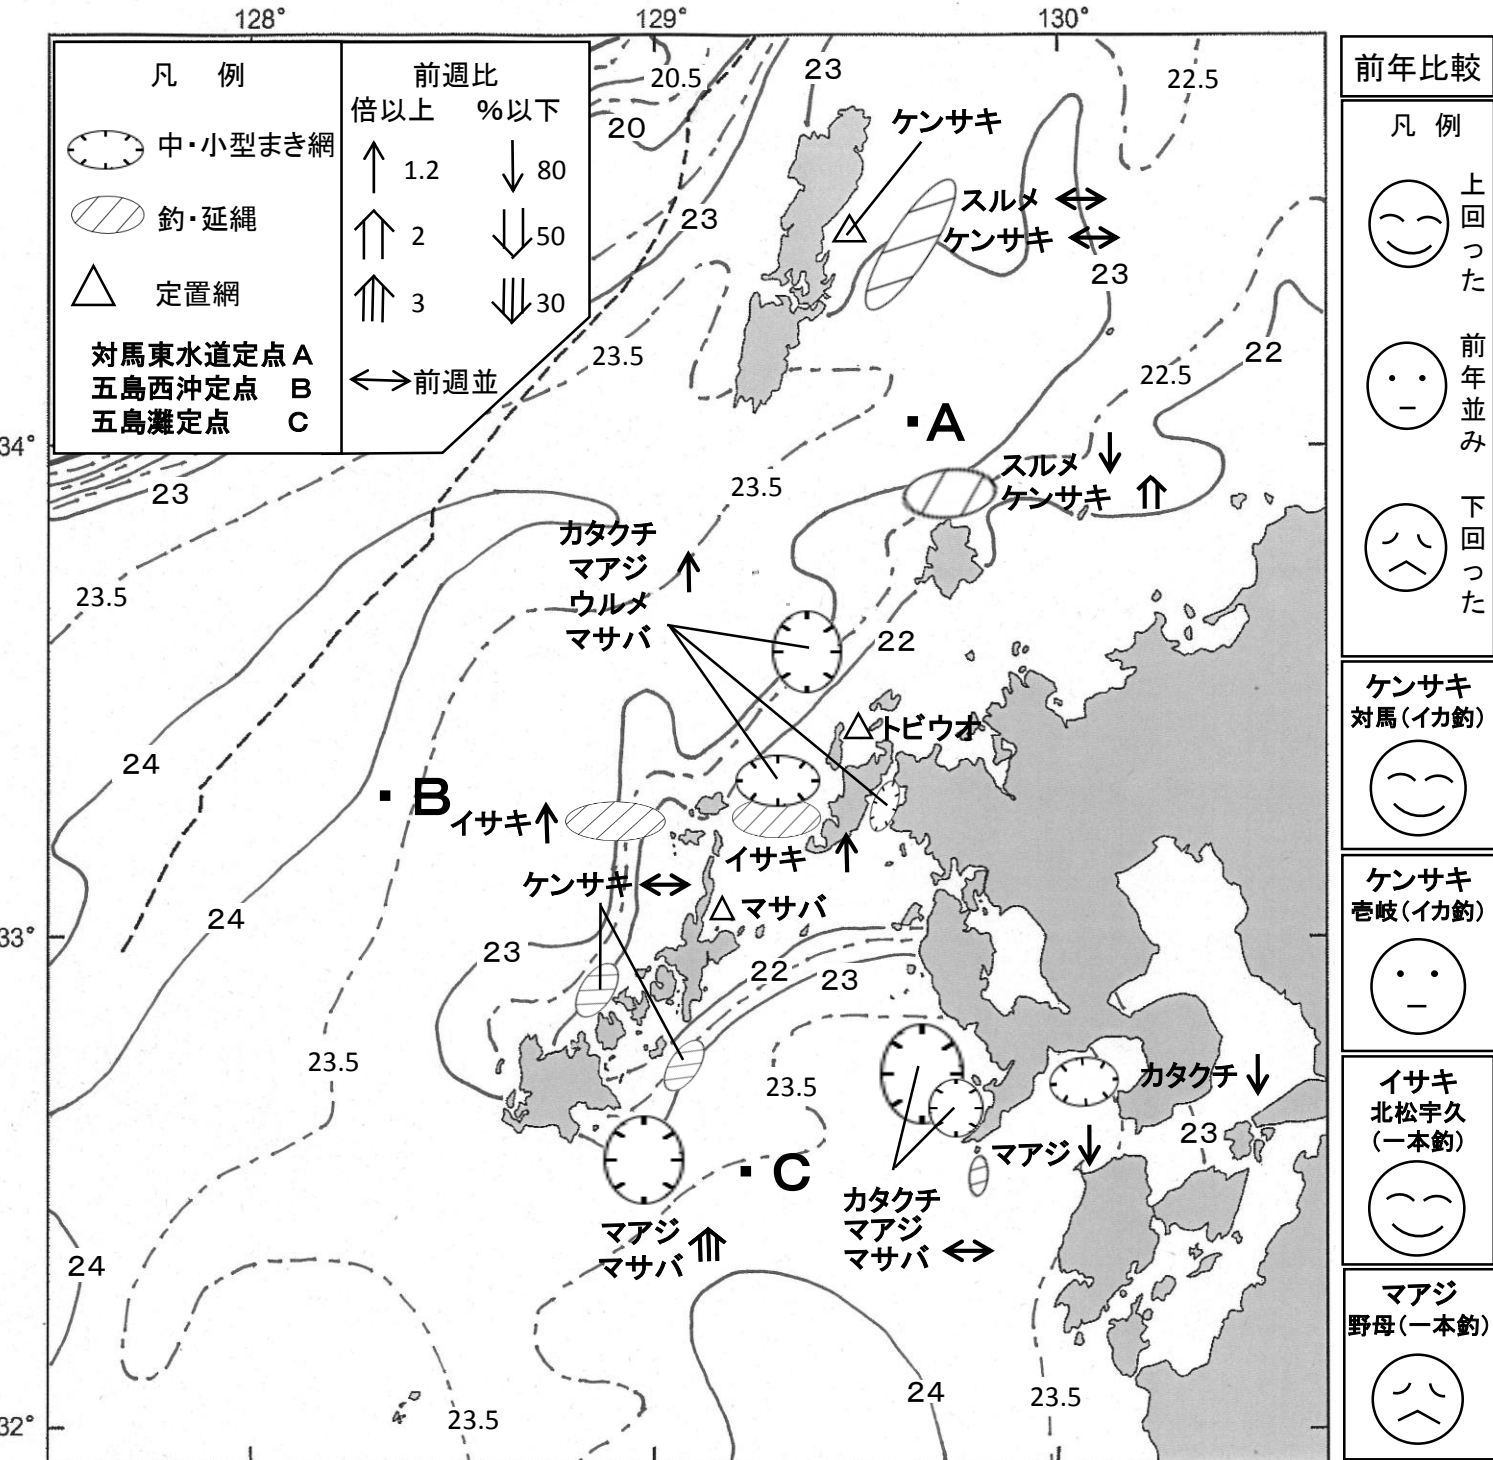 128°
129°
130°
凡　例
中・小型まき網
釣・延縄
定置網
対馬東水道定点 A
五島西沖定点 B
五島灘定点 C
前週比
倍以上 %以下
1.2 80
2 50
3 30
前週並
20.5
20
23
22.5
ケンサキ
スルメ
ケンサキ
23
23
23.5
22.5
22
34°
A
23
23.5
スルメ
ケンサキ
カタクチ
マアジ
ウルメ
マサバ
23.5
22
トビウオ
24
B
イサキ
イサキ
ケンサキ
マサバ
24
33°
23
22
23
23.5
23.5
カタクチ
マアジ
23
C
カタクチ
マアジ
マサバ
マアジ
マサバ
24
24
23.5
23.5
32°
前年比較
凡 例
上回った
前年並み
下回った
ケンサキ
対馬（イカ釣）
ケンサキ
壱岐（イカ釣）
イサキ
北松宇久
（一本釣）
マアジ
野母（一本釣）